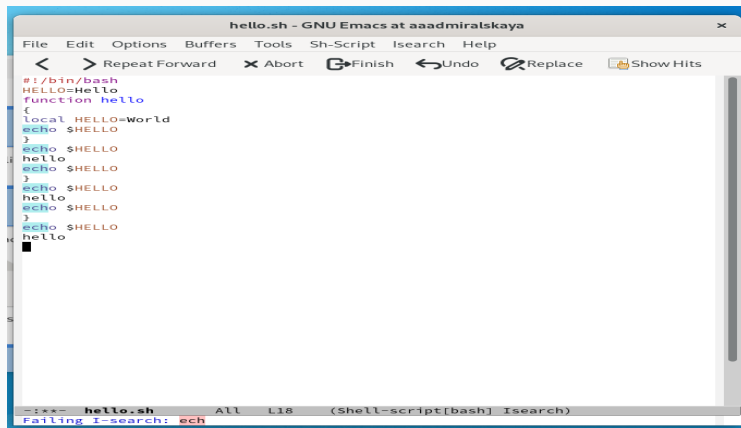 hello.sh - GNU Emacs at aaadmiralskaya
File Edit Options Buffers Tools Sh-Script Isearch Help
Repeat Forward Abort Finish Undo Replace Show Hits
#!/bin/bash
HELLO=Hello
function hello
{
local HELLO=World
echo $HELLO
}
echo $HELLO
hello
echo $HELLO
}
echo $HELLO
hello
echo $HELLO
}
echo $HELLO
hello
-:**- hello.sh All L18 (Shell-script[bash] Isearch)
Failing I-search: ech